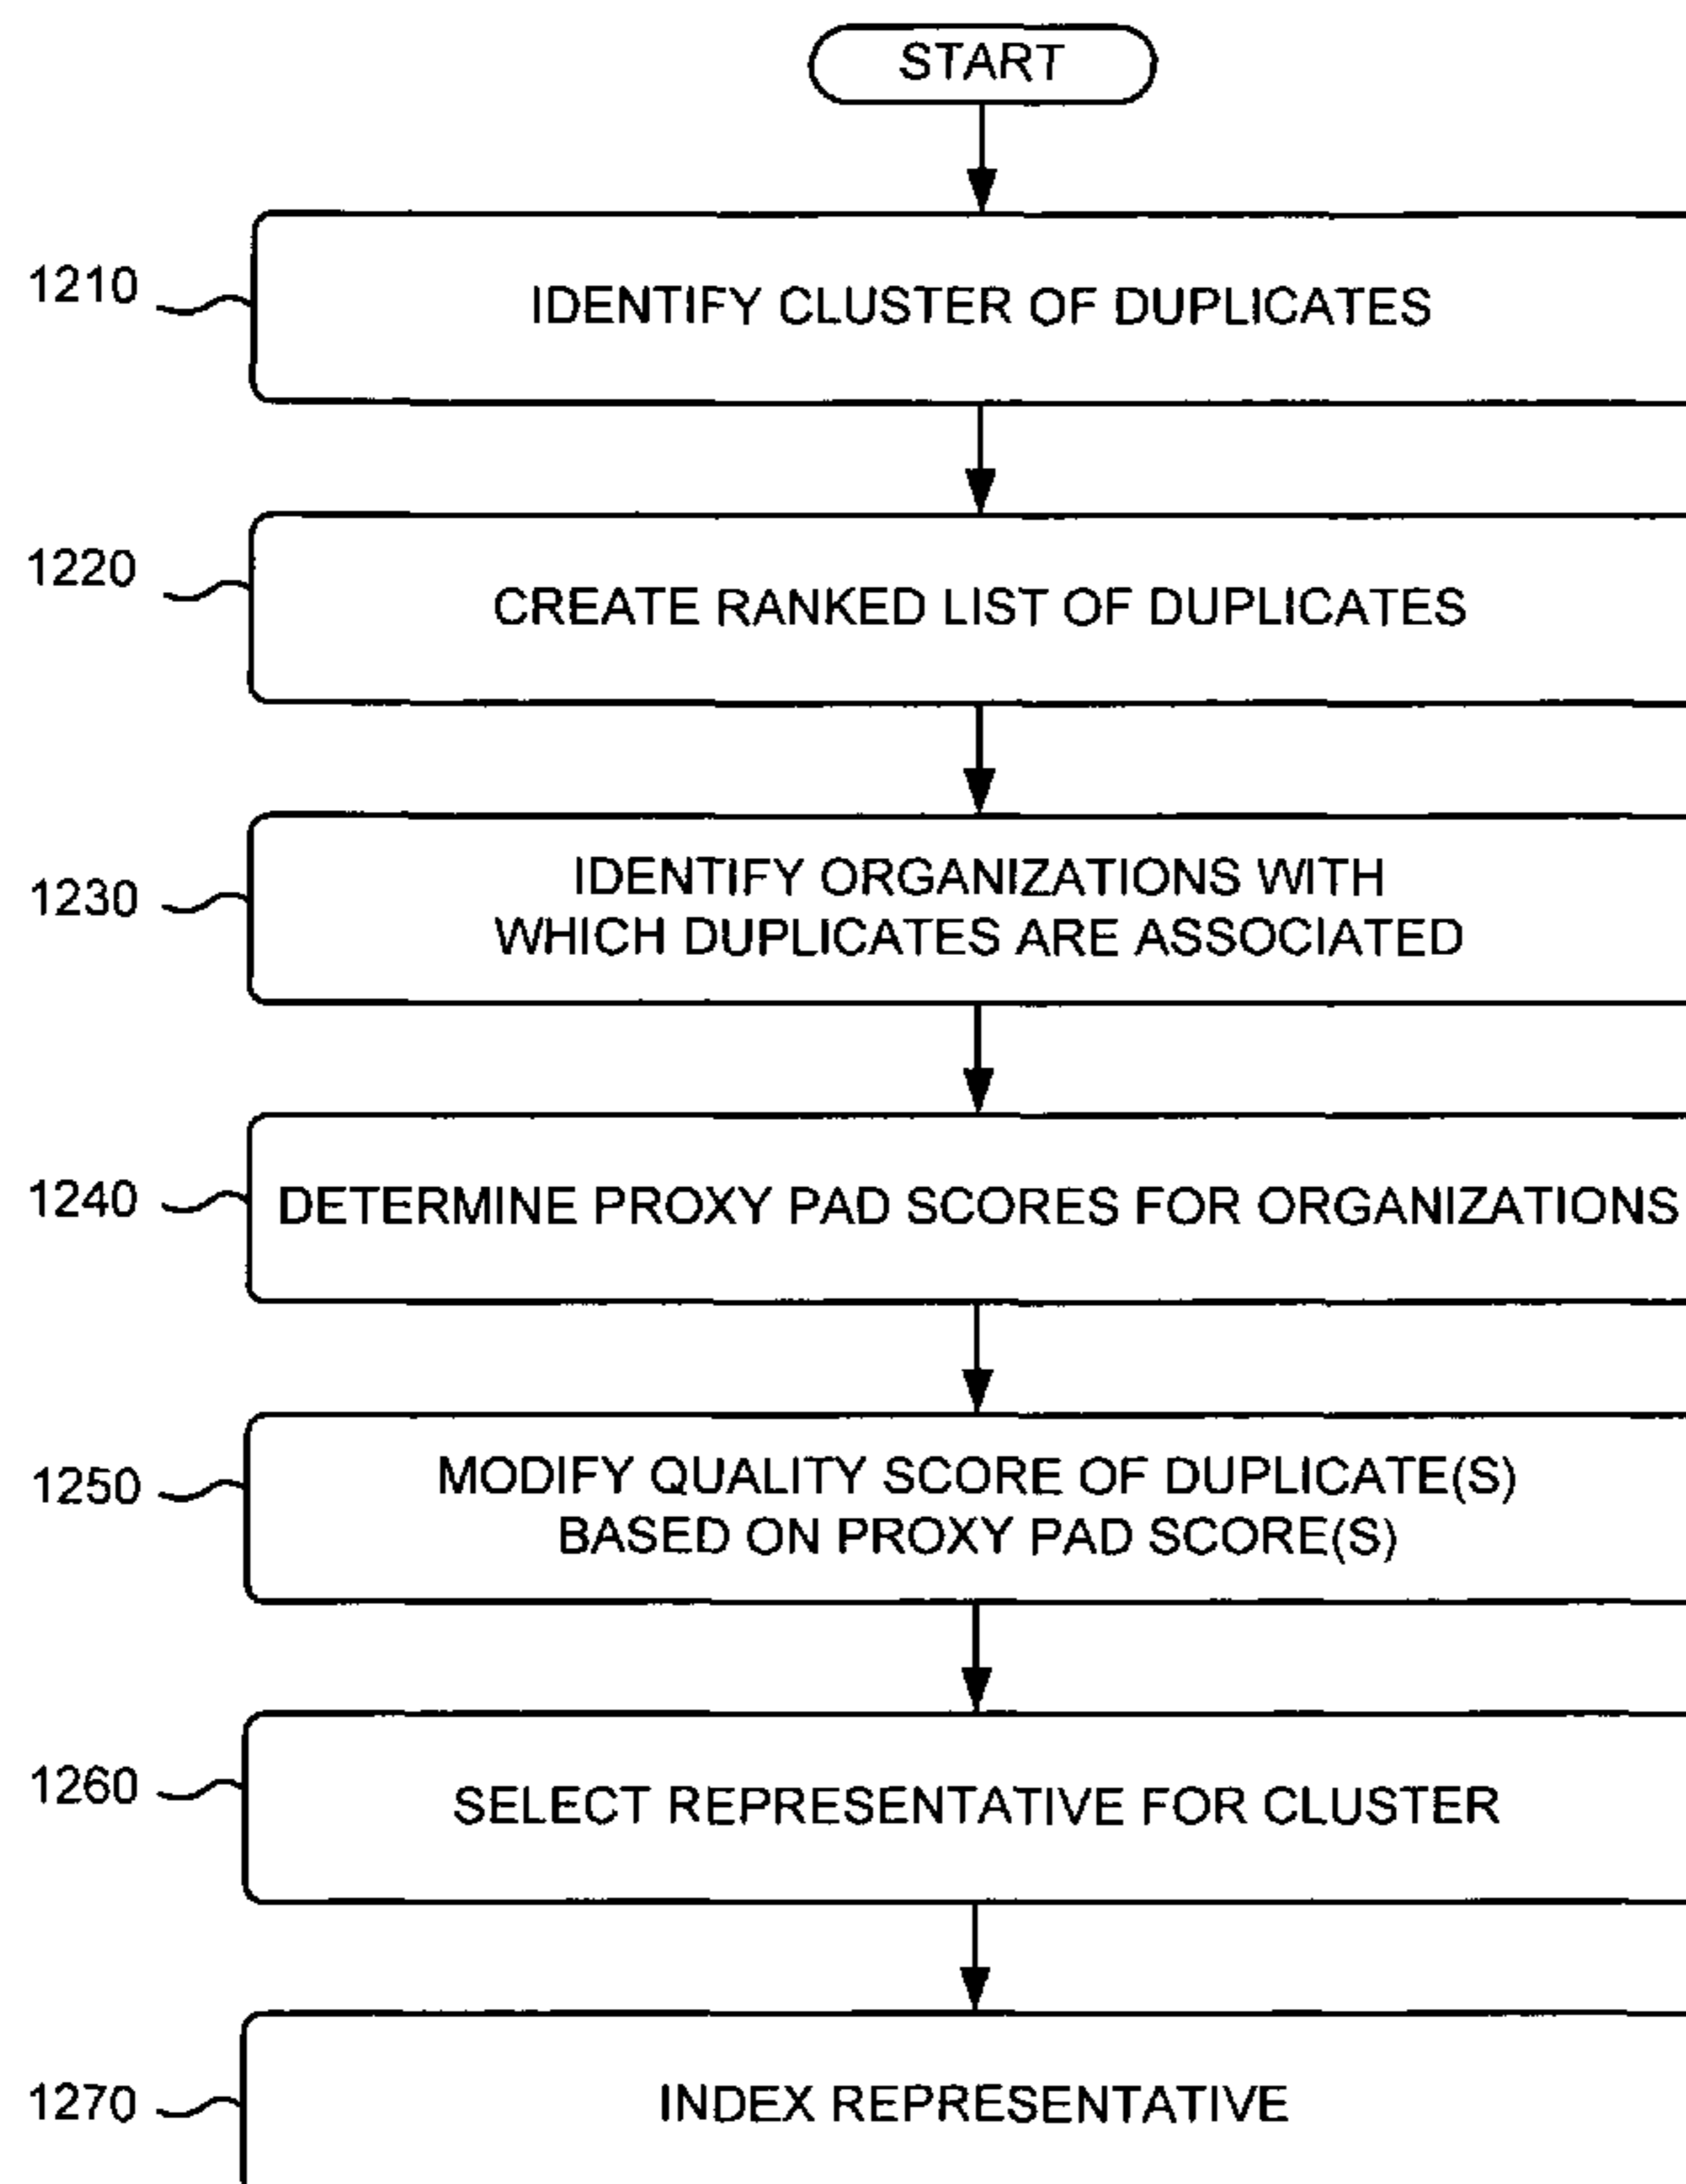 START
1210
IDENTIFY CLUSTER OF DUPLICATES
1220
CREATE RANKED LIST OF DUPLICATES
1230
IDENTIFY ORGANIZATIONS WITH
WHICH DUPLICATES ARE ASSOCIATED
1240
DETERMINE PROXY PAD SCORES FOR ORGANIZATIONS
1250
MODIFY QUALITY SCORE OF DUPLICATE(S)
BASED ON PROXY PAD SCORE(S)
1260
SELECT REPRESENTATIVE FOR CLUSTER
1270
INDEX REPRESENTATIVE